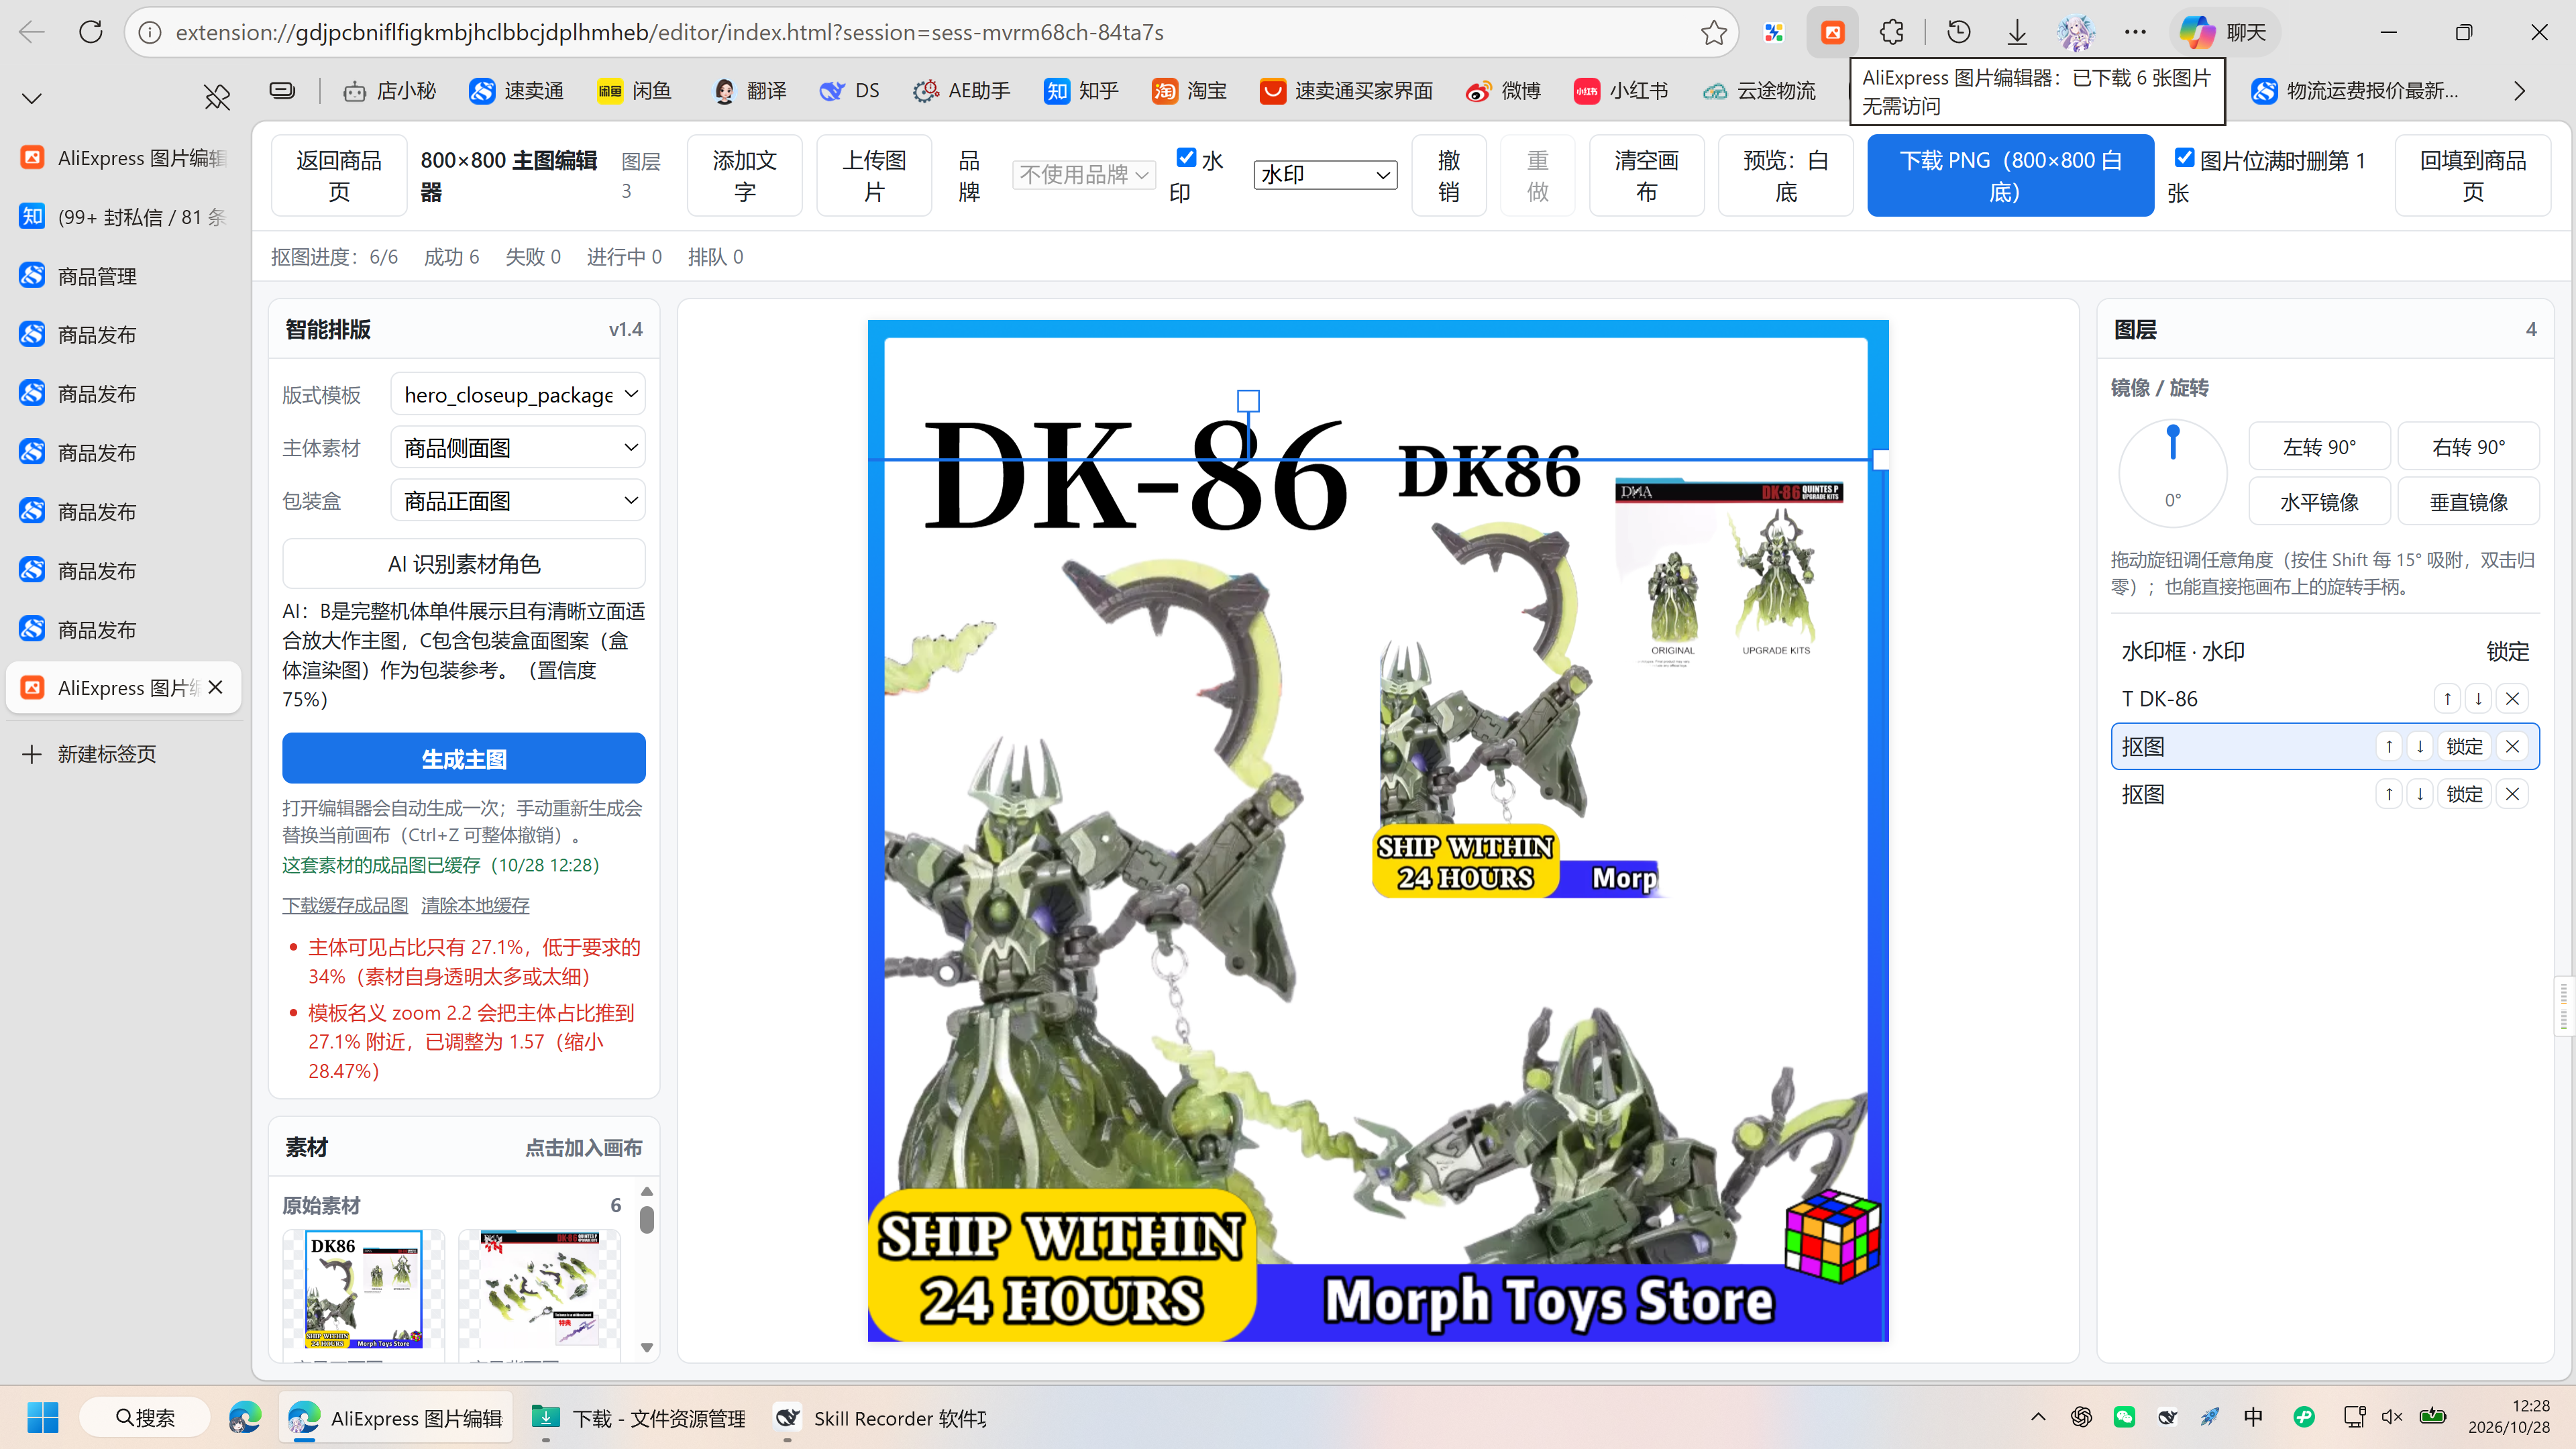 extension://gdjpcbniflfigkmbjhclbbcjdplhmheb/editor/index.html?session=sess-mvrm68ch-84ta7s
聊天
店小秘
速卖通
闲鱼
翻译
DS
AE助手
知乎
淘宝
速卖通买家界面
微博
小红书
云途物流
物流运费报价最新...
AliExpress 图片编辑器：已下载 6 张图片
无需访问
AliExpress 图片编辑
(99+ 封私信 / 81 条
商品管理
商品发布
商品发布
商品发布
商品发布
商品发布
商品发布
AliExpress 图片编
新建标签页
返回商品页
800×800 主图编辑器
图层 3
添加文字
上传图片
品牌
不使用品牌
水印
水印
撤销
重做
清空画布
预览：白底
下载 PNG（800×800 白底）
图片位满时删第 1 张
回填到商品页
抠图进度：6/6
成功 6
失败 0
进行中 0
排队 0
智能排版
v1.4
版式模板
hero_closeup_package
主体素材
商品侧面图
包装盒
商品正面图
AI 识别素材角色
AI：B是完整机体单件展示且有清晰立面适
合放大作主图，C包含包装盒面图案（盒
体渲染图）作为包装参考。（置信度
75%）
生成主图
打开编辑器会自动生成一次；手动重新生成会
替换当前画布（Ctrl+Z 可整体撤销）。
这套素材的成品图已缓存（10/28 12:28）
下载缓存成品图
清除本地缓存
主体可见占比只有 27.1%，低于要求的
34%（素材自身透明太多或太细）
模板名义 zoom 2.2 会把主体占比推到
27.1% 附近，已调整为 1.57（缩小
28.47%）
素材
点击加入画布
原始素材
6
DK86
SHIP WITHIN
24 HOURS
Morph Toys Store
特典
DK-86
DK86
DNA
DK-86 QUINTES P
UPGRADE KITS
ORIGINAL
UPGRADE KITS
SHIP WITHIN
24 HOURS
Morp
SHIP WITHIN
24 HOURS
Morph Toys Store
图层
4
镜像 / 旋转
0°
左转 90°
右转 90°
水平镜像
垂直镜像
拖动旋钮调任意角度（按住 Shift 每 15° 吸附，双击归
零）；也能直接拖画布上的旋转手柄。
水印框 · 水印
锁定
T DK-86
↑
↓
抠图
↑
↓
锁定
抠图
↑
↓
锁定
搜索
AliExpress 图片编辑
下载 - 文件资源管理
Skill Recorder 软件
中
12:28
2026/10/28